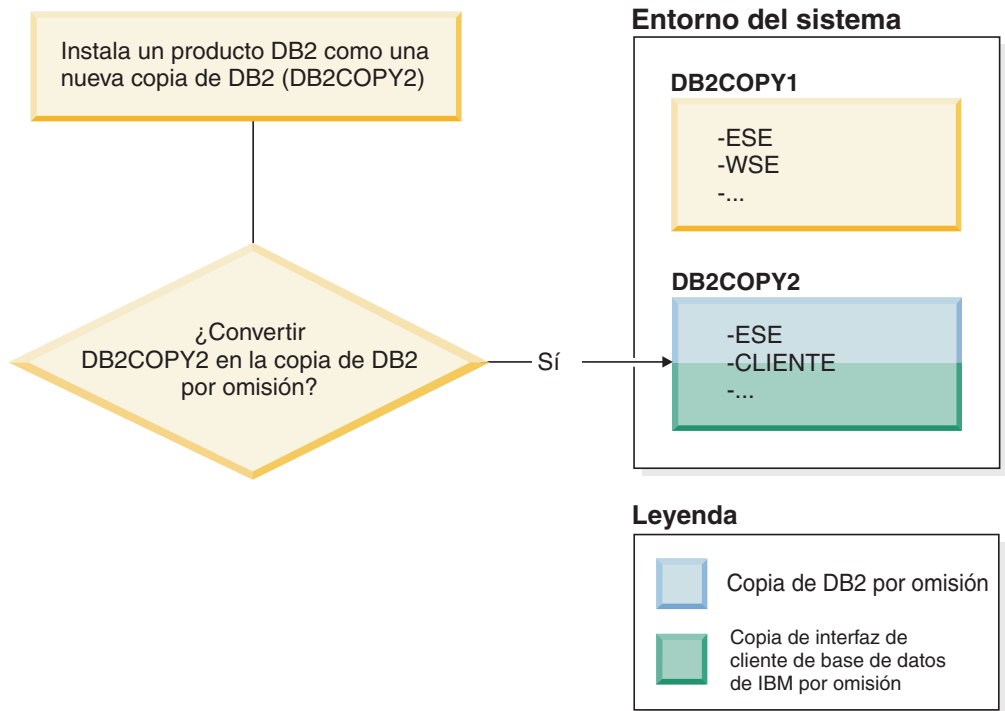 Instala un producto DB2 como una
nueva copia de DB2 (DB2COPY2)
¿Convertir
DB2COPY2 en la copia de DB2
por omisión?
Sí
Entorno del sistema
DB2COPY1
-ESE
-WSE
-...
DB2COPY2
-ESE
-CLIENTE
-...
Leyenda
Copia de DB2 por omisión
Copia de interfaz de
cliente de base de datos
de IBM por omisión